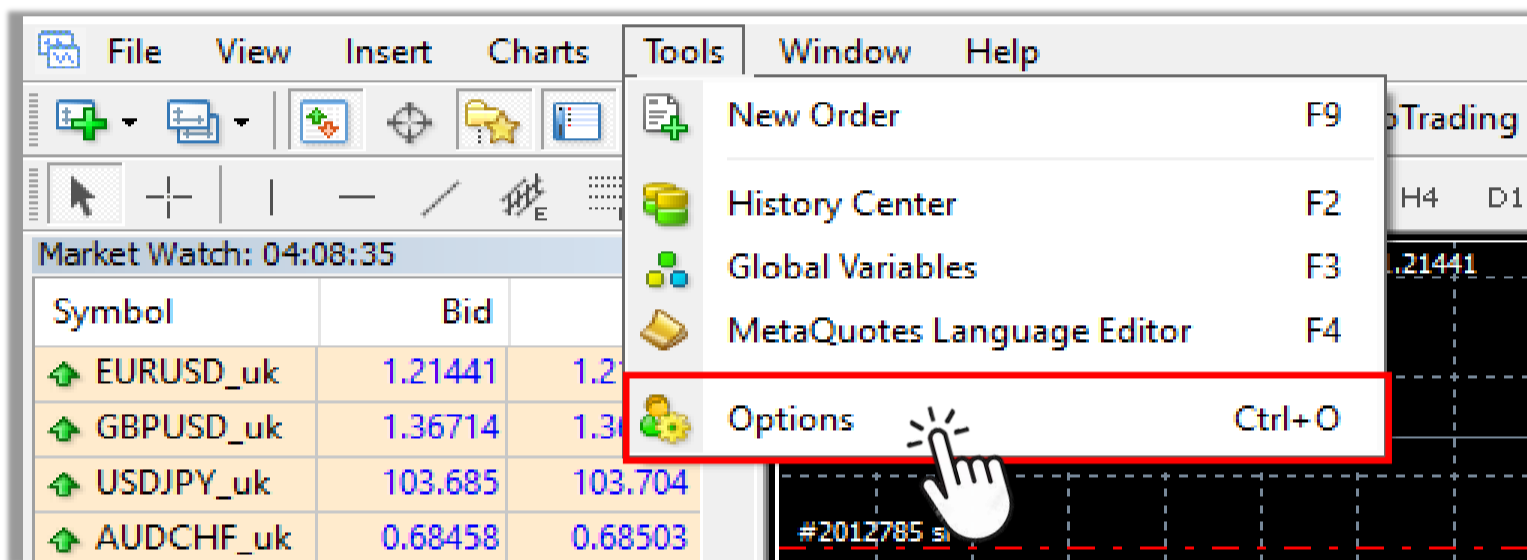 File View Insert Charts Tools Window Help
New Order F9
Trading
History Center F2
H4 D1
Market Watch: 04:08:35
Global Variables F3
1.21441
Symbol Bid
MetaQuotes Language Editor F4
EURUSD_uk 1.21441
Options Ctrl+O
GBPUSD_uk 1.36714
USDJPY_uk 103.685 103.704
AUDCHF_uk 0.68458 0.68503
#2012785
E